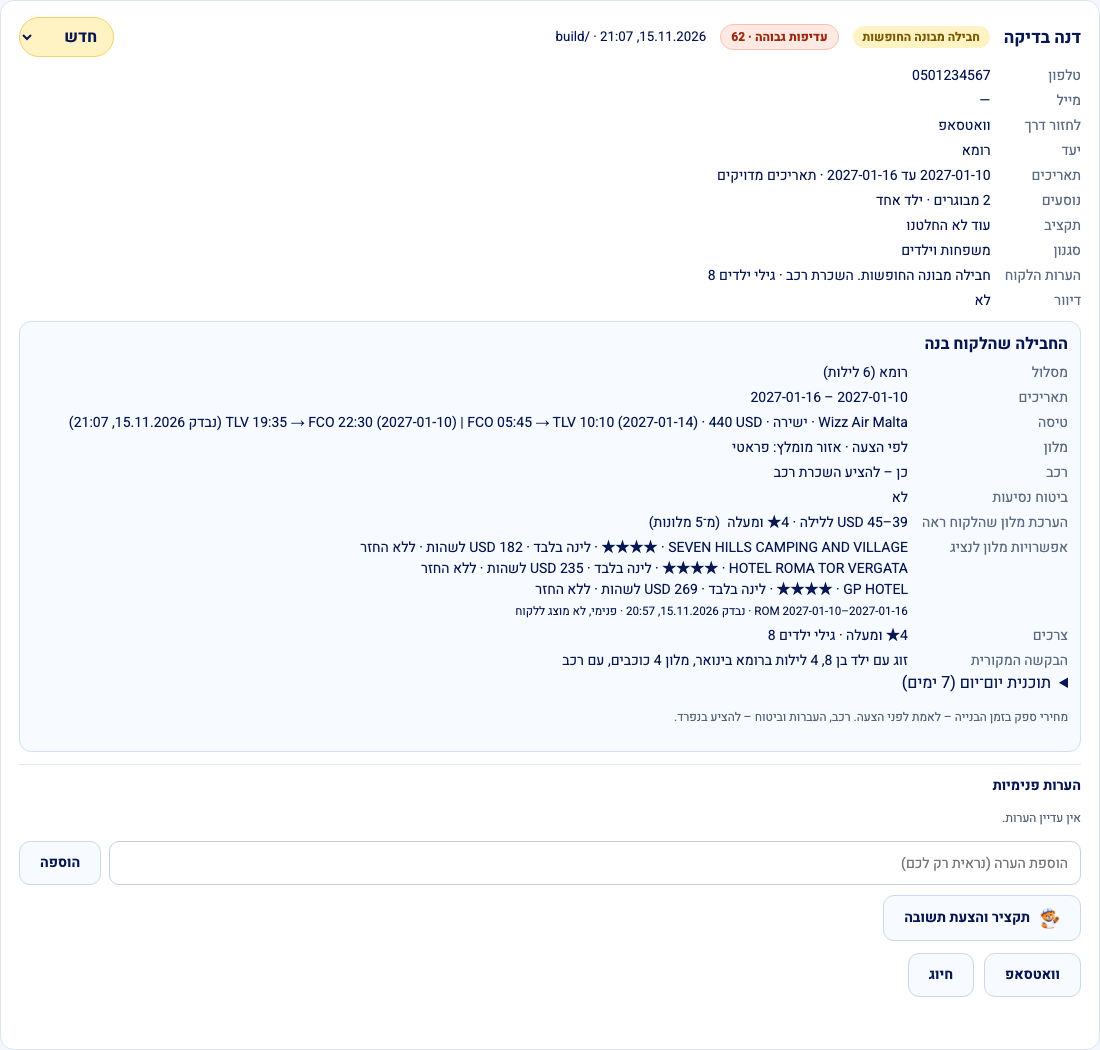 דנה בדיקה חבילה מבונה החופשות עדיפות גבוהה · 62 15.11.2026, 21:07 · /build חדש
טלפון 0501234567
מייל —
לחזור דרך וואטסאפ
יעד רומא
תאריכים 2027-01-10 עד 2027-01-16 · תאריכים מדויקים
נוסעים 2 מבוגרים · ילד אחד
תקציב עוד לא החלטנו
סגנון משפחות וילדים
הערות הלקוח חבילה מבונה החופשות. השכרת רכב · גילי ילדים 8
דיוור לא
החבילה שהלקוח בנה
מסלול רומא (6 לילות)
תאריכים 2027-01-10 – 2027-01-16
טיסה Wizz Air Malta · ישירה · TLV 19:35 → FCO 22:30 (2027-01-10) | FCO 05:45 → TLV 10:10 (2027-01-14) · 440 USD (נבדק 15.11.2026, 21:07)
מלון לפי הצעה · אזור מומלץ: פראטי
רכב כן – להציע השכרת רכב
ביטוח נסיעות לא
הערכת מלון שהלקוח ראה 39–45 USD ללילה · 4★ ומעלה (מ־5 מלונות)
אפשרויות מלון לנציג SEVEN HILLS CAMPING AND VILLAGE · ★★★★ · לינה בלבד · 182 USD לשהות · ללא החזר
HOTEL ROMA TOR VERGATA · ★★★★ · לינה בלבד · 235 USD לשהות · ללא החזר
GP HOTEL · ★★★★ · לינה בלבד · 269 USD לשהות · ללא החזר
ROM 2027-01-10–2027-01-16 · נבדק 15.11.2026, 20:57 · פנימי, לא מוצג ללקוח
צרכים 4★ ומעלה · גילי ילדים 8
הבקשה המקורית זוג עם ילד בן 8, 4 לילות ברומא בינואר, מלון 4 כוכבים, עם רכב
תוכנית יום־יום (7 ימים)
מחירי ספק בזמן הבנייה – לאמת לפני הצעה. רכב, העברות וביטוח – להציע בנפרד.
הערות פנימיות
אין עדיין הערות.
הוספת הערה (נראית רק לכם) הוספה
תקציר והצעת תשובה
וואטסאפ חיוג